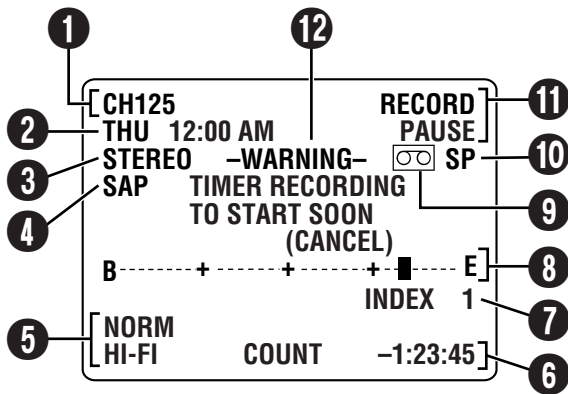 1 12
CH125 RECORD 11
2 THU 12:00 AM PAUSE
3 STEREO –WARNING– SP 10
4 SAP TIMER RECORDING 9
TO START SOON
(CANCEL)
B-------+-------+-------+------- E 8
INDEX 1 7
5 NORM
HI-FI COUNT –1:23:45 6